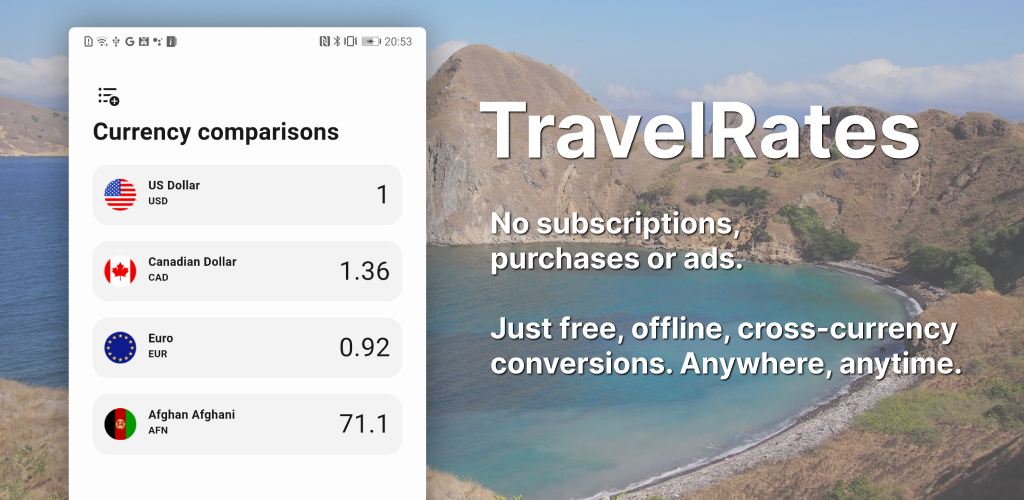 20:53
Currency comparisons
US Dollar
USD
1
Canadian Dollar
CAD
1.36
Euro
EUR
0.92
Afghan Afghani
AFN
71.1
TravelRates
No subscriptions,
purchases or ads.
Just free, offline, cross-currency
conversions. Anywhere, anytime.